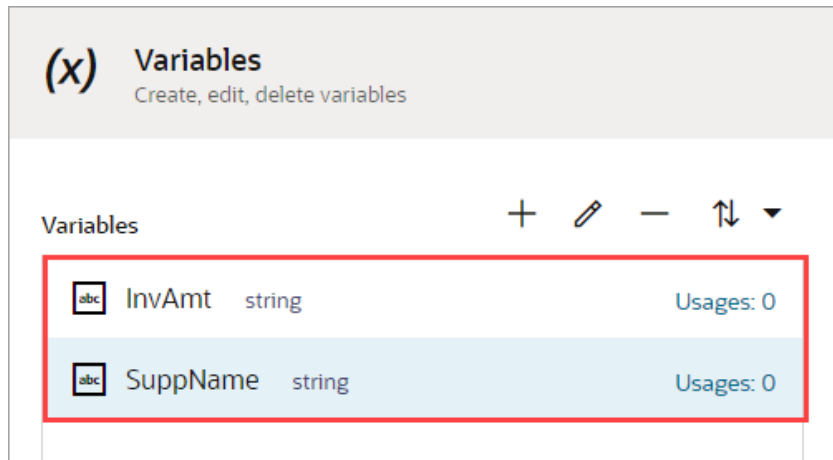 (x) Variables
Create, edit, delete variables
Variables
abc InvAmt string Usages: 0
abc SuppName string Usages: 0